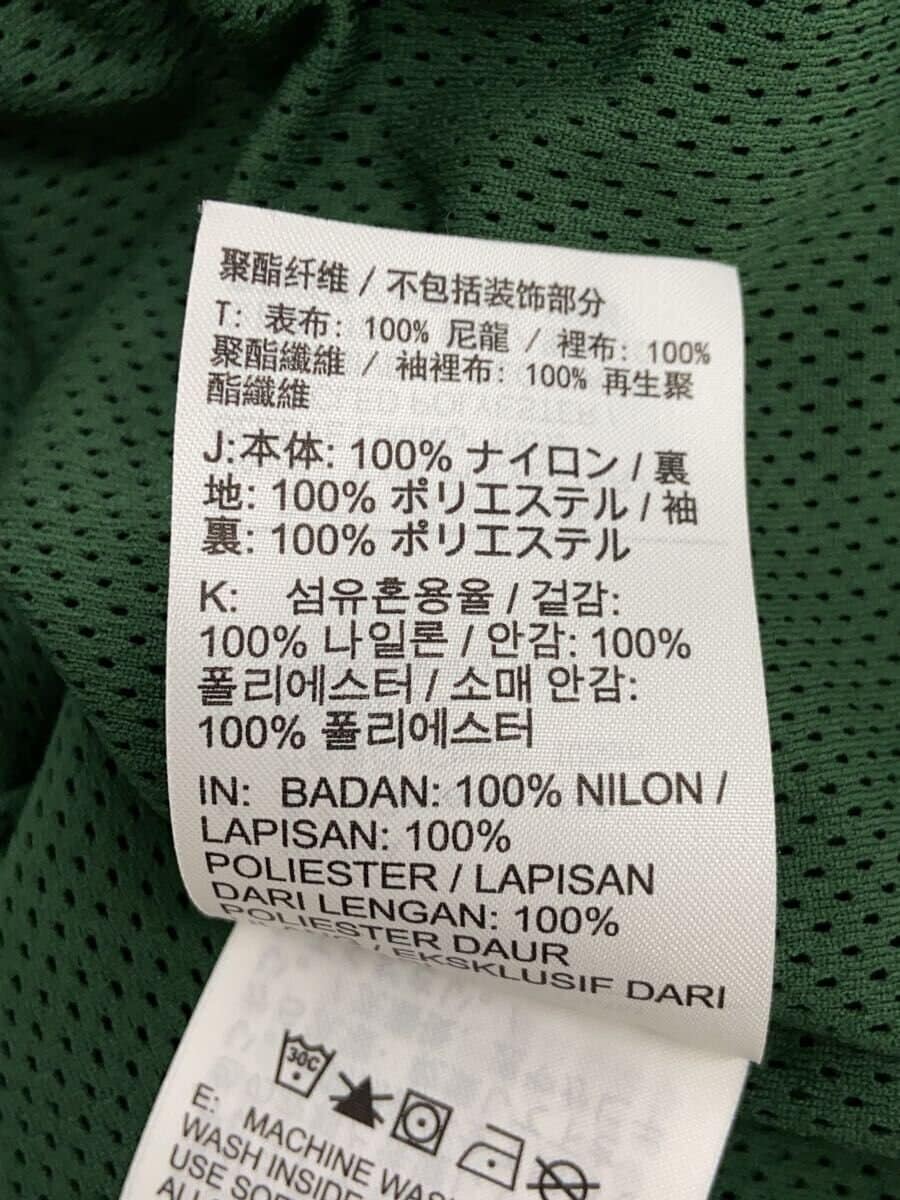 聚酯纤维 / 不包括装饰部分
T: 表布: 100% 尼龍 / 裡布: 100%
聚酯纖維 / 袖裡布: 100% 再生聚
酯纖維
J:本体: 100% ナイロン / 裏
地: 100% ポリエステル / 袖
裏: 100% ポリエステル
K: 섬유혼용율 / 겉감:
100% 나일론 / 안감: 100%
폴리에스터 / 소매 안감:
100% 폴리에스터
IN: BADAN: 100% NILON /
LAPISAN: 100%
POLIESTER / LAPISAN
DARI LENGAN: 100%
POLIESTER DAUR
/ EKSKLUSIF DARI
30C
E: MACHINE WAS
WASH INSIDE
USE SOF